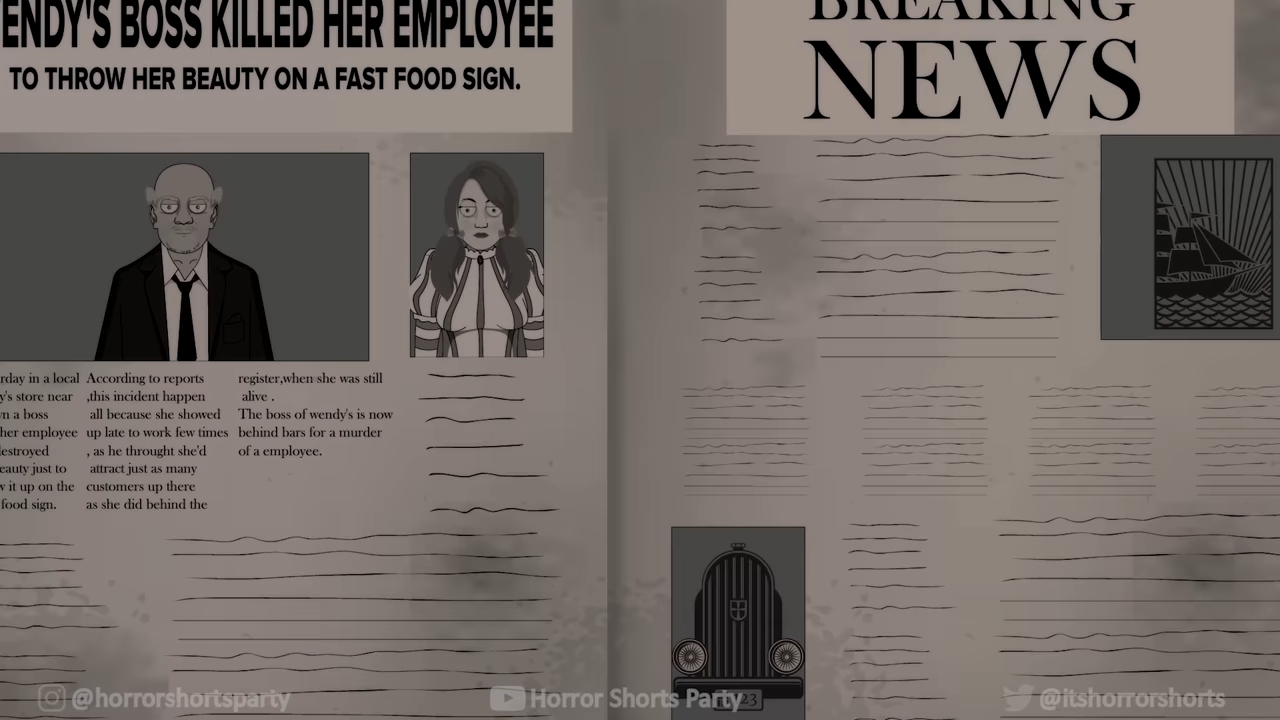 ENDY'S BOSS KILLED HER EMPLOYEE
TO THROW HER BEAUTY ON A FAST FOOD SIGN.
rday in a local
y's store near
n a boss
her employee
destroyed
eauty just to
w it up on the
food sign.
According to reports
,this incident happen
all because she showed
up late to work few times
, as he throught she'd
attract just as many
customers up there
as she did behind the
register,when she was still
alive .
The boss of wendy's is now
behind bars for a murder
of a employee.
BREAKING
NEWS
23
@horrorshortsparty
Horror Shorts Party
@itshorrorshorts